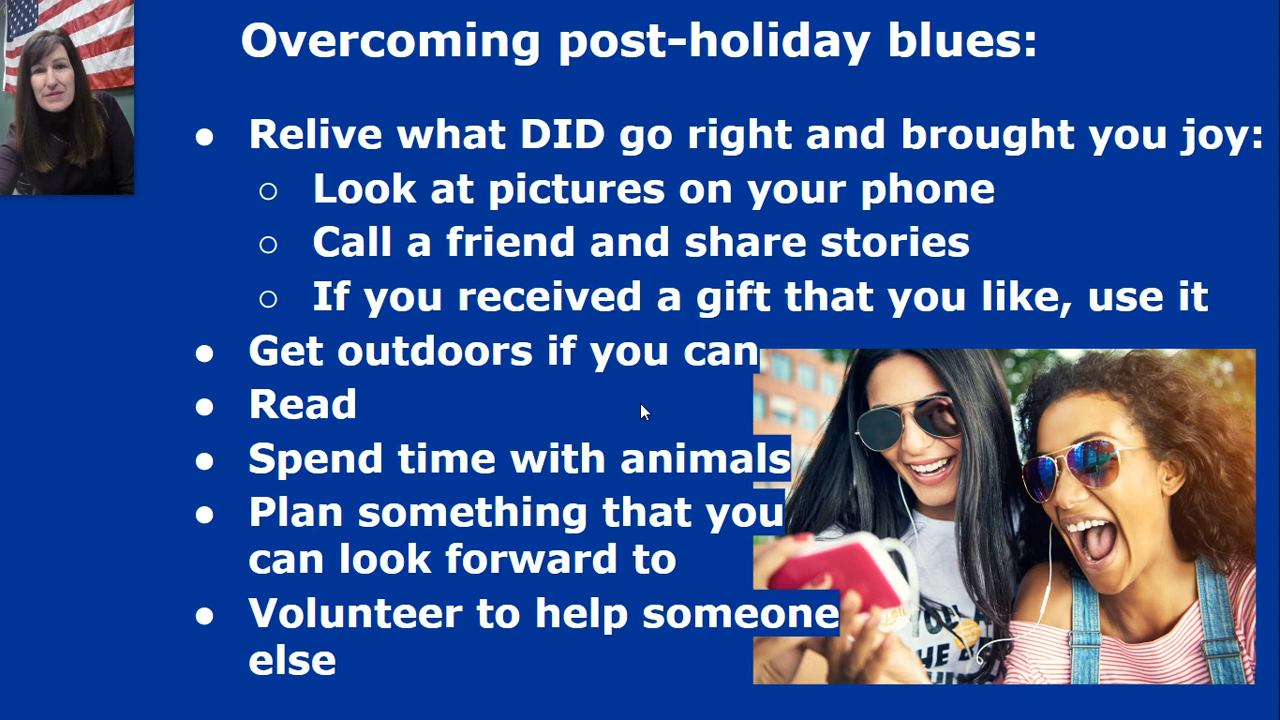 Overcoming post-holiday blues:
● Relive what DID go right and brought you joy:
○ Look at pictures on your phone
○ Call a friend and share stories
○ If you received a gift that you like, use it
● Get outdoors if you can
● Read
● Spend time with animals
● Plan something that you
can look forward to
● Volunteer to help someone
else
YOU